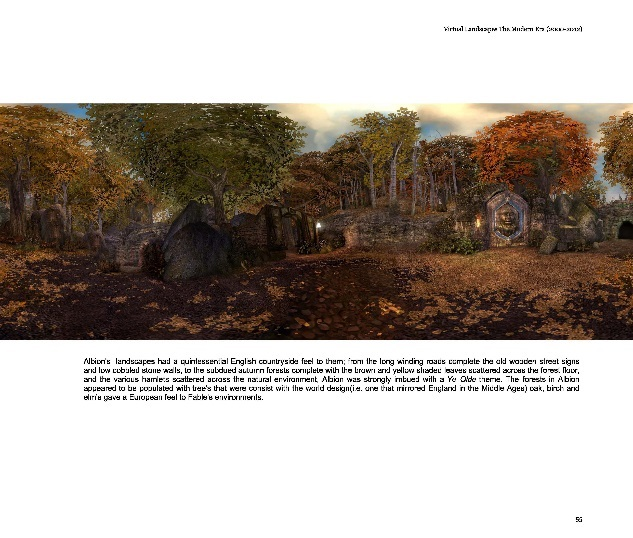 Virtual Landscapes The Modern Era (2000-2012)
Albion's landscapes had a quintessential English countryside feel to them; from the long winding roads complete the old wooden street signs
and low cobbled stone walls, to the subdued autumn forests complete with the brown and yellow shaded leaves scattered across the forest floor,
and the various hamlets scattered across the natural environment, Albion was strongly imbued with a Ye Olde theme. The forests in Albion
appeared to be populated with tree's that were consist with the world design(i.e. one that mirrored England in the Middle Ages) oak, birch and
elm's gave a European feel to Fable's environments.
55